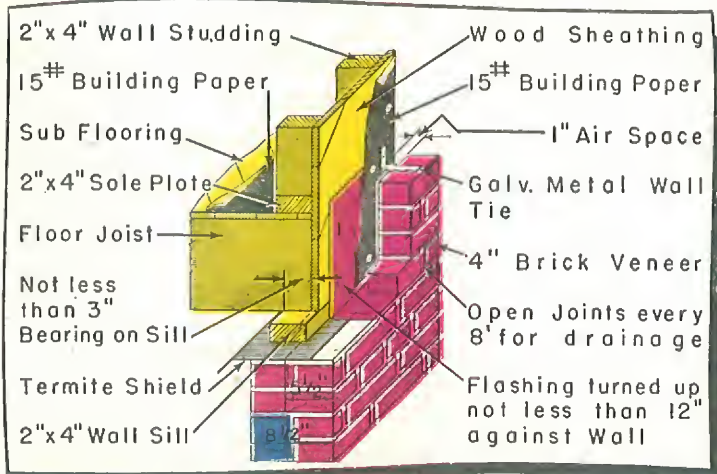 2"x 4" Wall Studding
15# Building Paper
Sub Flooring
2"x4" Sole Plate
Floor Joist
Not less
than 3"
Bearing on Sill
Termite Shield
2"x4" Wall Sill
Wood Sheathing
15# Building Paper
1" Air Space
Galv. Metal Wall
Tie
4" Brick Veneer
Open Joints every
8' for drainage
Flashing turned up
not less than 12"
against Wall
5½"
8½"